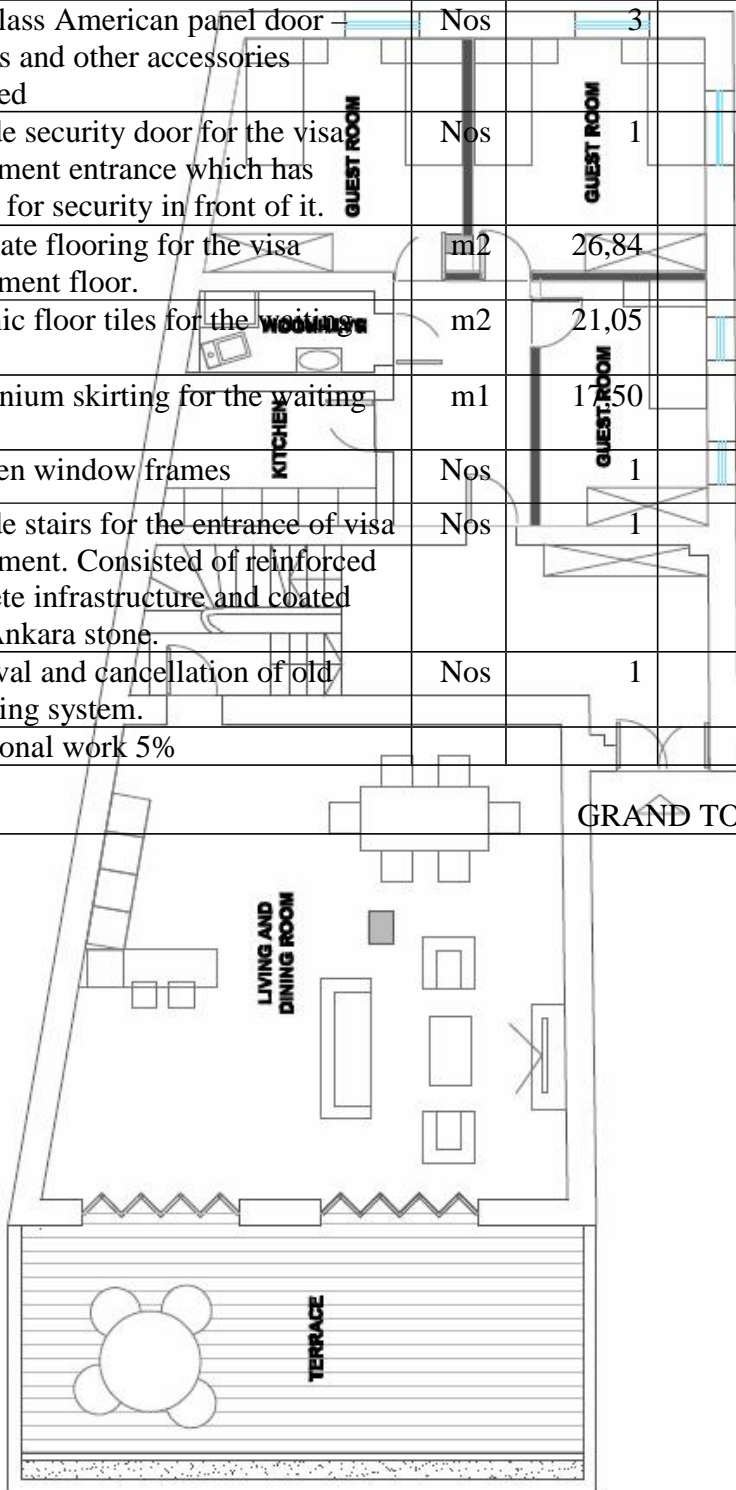 lass American panel door – Nos 3
s and other accessories
ed
de security door for the visa Nos 1
ment entrance which has
for security in front of it.
ate flooring for the visa m2 26,84
ment floor.
nic floor tiles for the waiting m2 21,05
nium skirting for the waiting m1 17,50
en window frames Nos 1
de stairs for the entrance of visa Nos 1
ment. Consisted of reinforced
ete infrastructure and coated
Ankara stone.
val and cancellation of old Nos 1
ing system.
onal work 5%
GRAND TO
GUEST ROOM
GUEST ROOM
GUEST ROOM
KITCHEN
LIVING AND
DINING ROOM
TERRACE